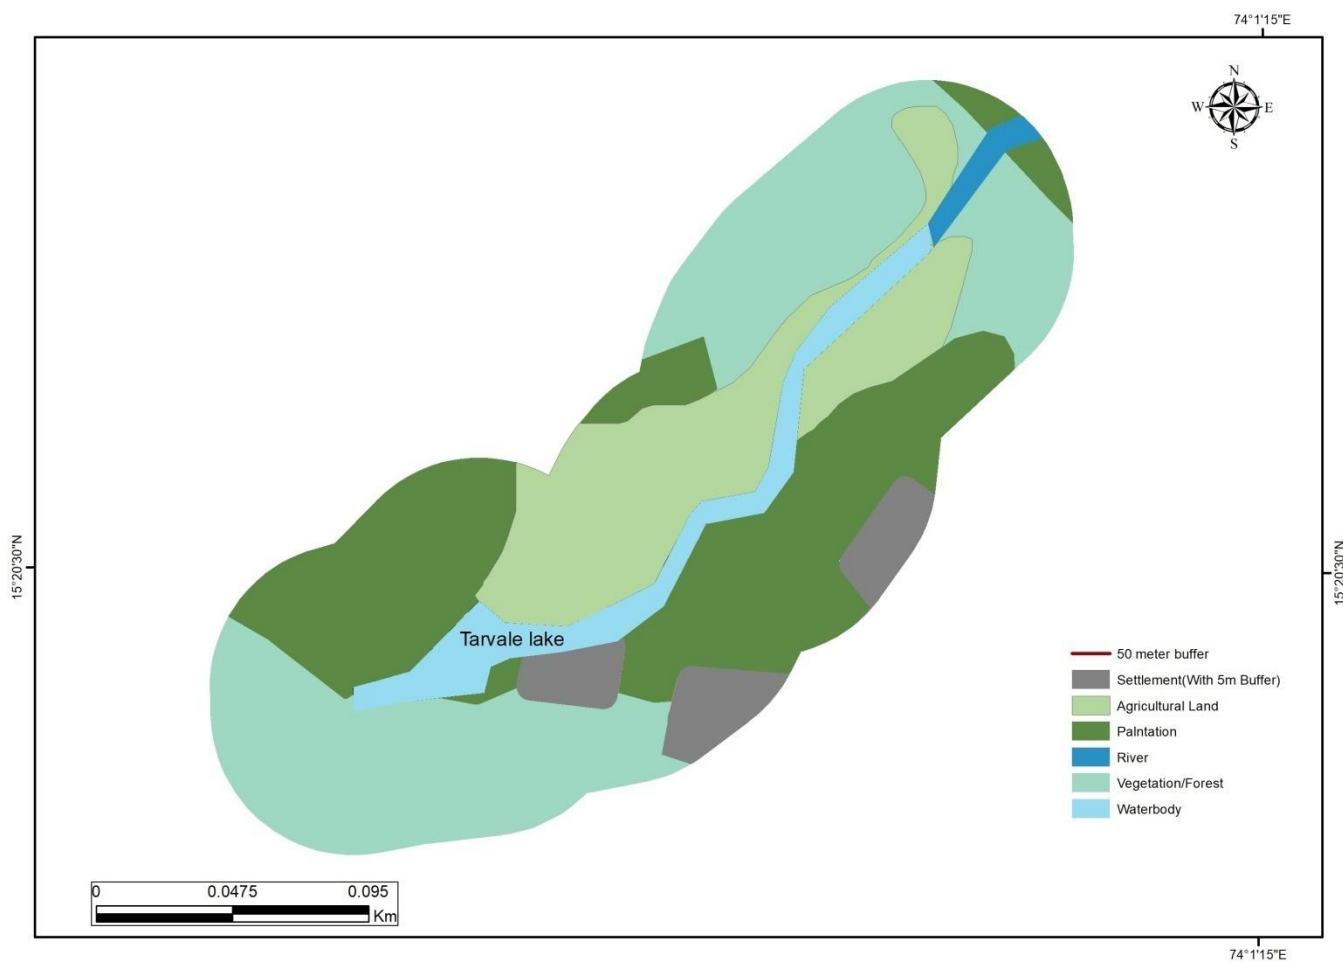 74°1'15"E
N
W
E
S
15°20'30"N
15°20'30"N
Tarvale lake
50 meter buffer
Settlement(With 5m Buffer)
Agricultural Land
Palntation
River
Vegetation/Forest
Waterbody
0 0.0475 0.095
Km
74°1'15"E